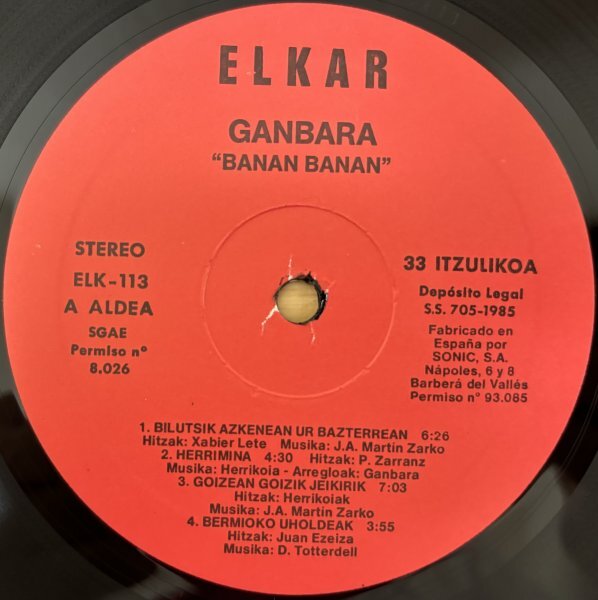 ELKAR
GANBARA
“BANAN BANAN”
STEREO
ELK-113
A ALDEA
SGAE
Permiso nº
8.026
33 ITZULIKOA
Depósito Legal
S.S. 705-1985
Fabricado en
España por
SONIC, S.A.
Nápoles, 6 y 8
Barberá del Vallés
Permiso nº 93.085
1. BILUTSIK AZKENEAN UR BAZTERREAN 6:26
Hitzak: Xabier Lete Musika: J.A. Martin Zarko
2. HERRIMINA 4:30 Hitzak: P. Zarranz
Musika: Herrikoia - Arregloak: Ganbara
3. GOIZEAN GOIZIK JEIKIRIK 7:03
Hitzak: Herrikoiak
Musika: J.A. Martin Zarko
4. BERMIOKO UHOLDEAK 3:55
Hitzak: Juan Ezeiza
Musika: D. Totterdell